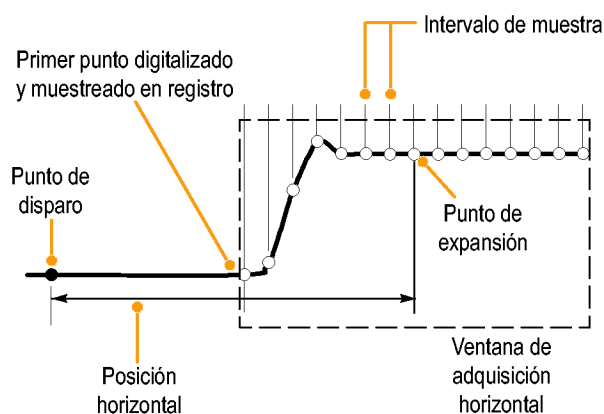 Intervalo de muestra
Primer punto digitalizado
y muestreado en registro
Punto de
disparo
Punto de
expansión
Posición
horizontal
Ventana de
adquisición
horizontal